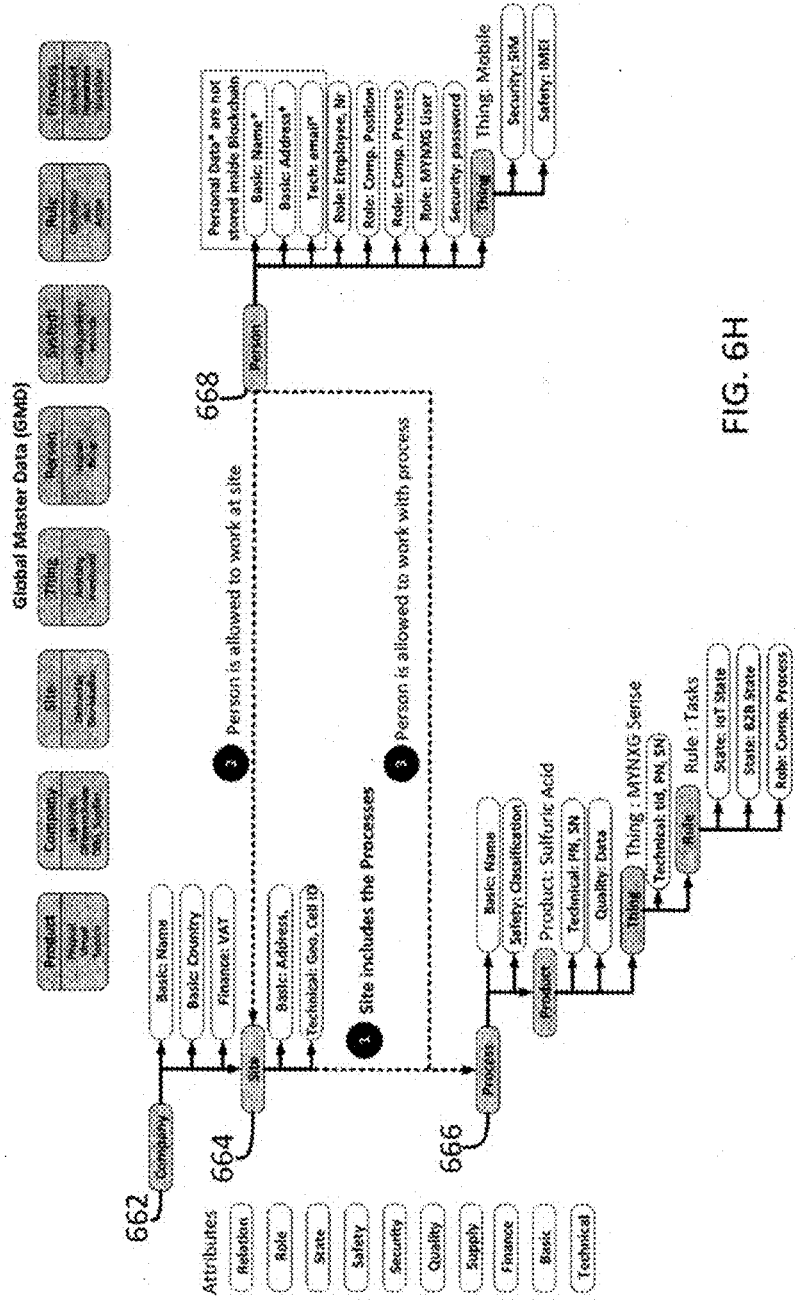 Global Master Data (GMD)
Product
Company
Site
Thing
Person
System
Rule
Process
Attributes
Relation
Role
State
Safety
Security
Quality
Supply
Finance
Basic
Technical
662
Company
Basic: Name
Basic: Country
Finance: VAT
664
Site
Basic: Address,
Technical: Geo, Cell ID
Site includes the Processes
666
Process
Basic: Name
Safety: Classification
Product
Product: Sulfuric Acid
Technical: PN, SN
Quality: Data
Thing
Thing : MYNXG Sense
Technical: tid, PN, SN
Rule
Rule : Tasks
State: IoT State
State: B2B State
Role: Comp. Process
3
Person is allowed to work at site
3
Person is allowed to work with process
668
Person
Personal Data* are not
stored inside Blockchain
Basic: Name*
Basic: Address*
Tech: email*
Role: Employee, Nr
Role: Comp. Position
Role: Comp. Process
Role: MYNXG User
Security: password
Thing
Thing: Mobile
Security: SIM
Safety: IMEI
FIG. 6H